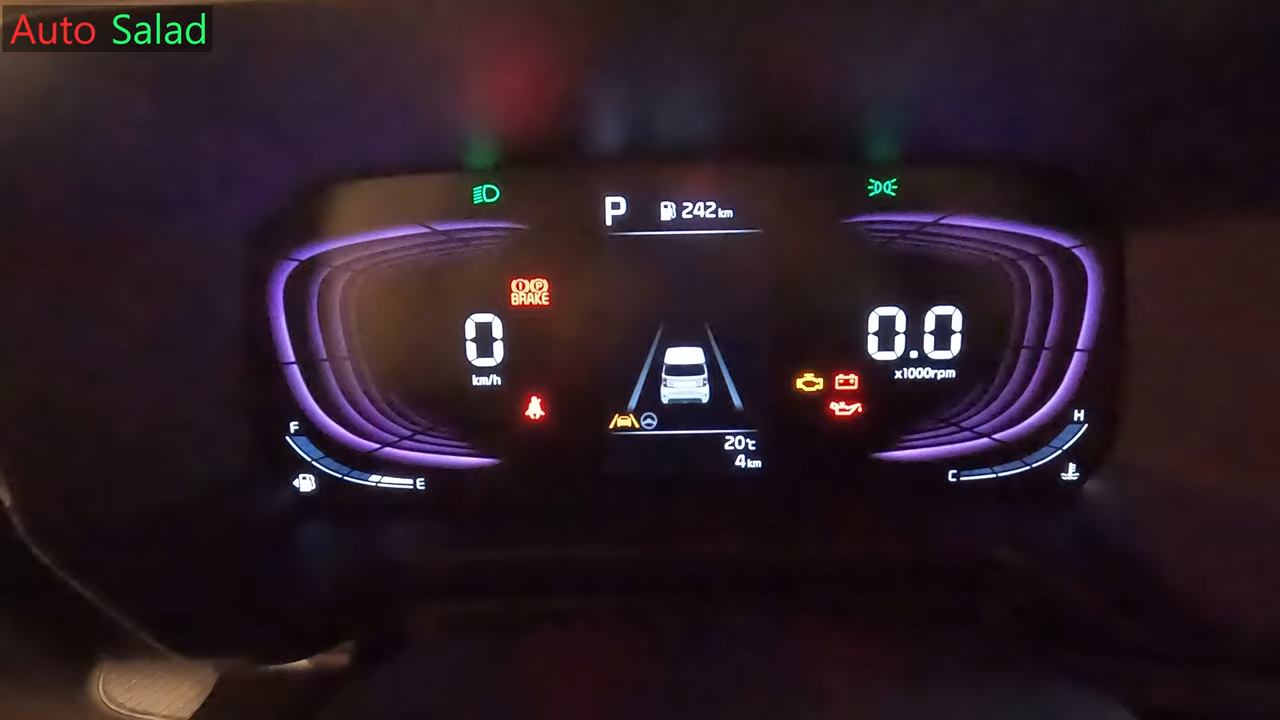 Auto Salad
P 242km
BRAKE
0
km/h
0.0
x1000rpm
F
E
H
C
20℃
4km